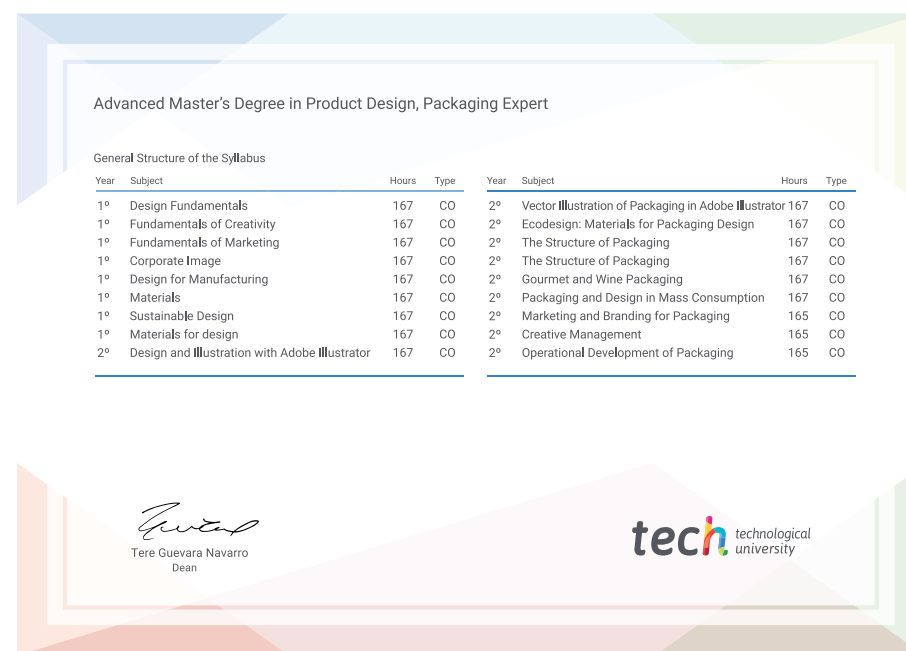 Advanced Master’s Degree in Product Design, Packaging Expert
General Structure of the Syllabus
Year Subject Hours Type
1º Design Fundamentals 167 CO
1º Fundamentals of Creativity 167 CO
1º Fundamentals of Marketing 167 CO
1º Corporate Image 167 CO
1º Design for Manufacturing 167 CO
1º Materials 167 CO
1º Sustainable Design 167 CO
1º Materials for design 167 CO
2º Design and Illustration with Adobe Illustrator 167 CO
Year Subject Hours Type
2º Vector Illustration of Packaging in Adobe Illustrator 167 CO
2º Ecodesign: Materials for Packaging Design 167 CO
2º The Structure of Packaging 167 CO
2º The Structure of Packaging 167 CO
2º Gourmet and Wine Packaging 167 CO
2º Packaging and Design in Mass Consumption 167 CO
2º Marketing and Branding for Packaging 165 CO
2º Creative Management 165 CO
2º Operational Development of Packaging 165 CO
Tere Guevara Navarro
Dean
tech technological
university